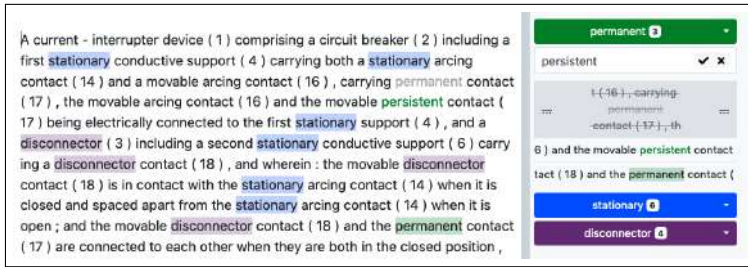 A current - interrupter device ( 1 ) comprising a circuit breaker ( 2 ) including a
first stationary conductive support ( 4 ) carrying both a stationary arcing
contact ( 14 ) and a movable arcing contact ( 16 ) , carrying permanent contact
( 17 ) , the movable arcing contact ( 16 ) and the movable persistent contact (
17 ) being electrically connected to the first stationary support ( 4 ) , and a
disconnector ( 3 ) including a second stationary conductive support ( 6 ) carry
ing a disconnector contact ( 18 ) , and wherein : the movable disconnector
contact ( 18 ) is in contact with the stationary arcing contact ( 14 ) when it is
closed and spaced apart from the stationary arcing contact ( 14 ) when it is
open ; and the movable disconnector contact ( 18 ) and the permanent contact
( 17 ) are connected to each other when they are both in the closed position ,
permanent 3
persistent
t ( 16 ) , carrying
permanent
contact ( 17 ) , th
6 ) and the movable persistent contact
tact ( 18 ) and the permanent contact (
stationary 6
disconnector 4